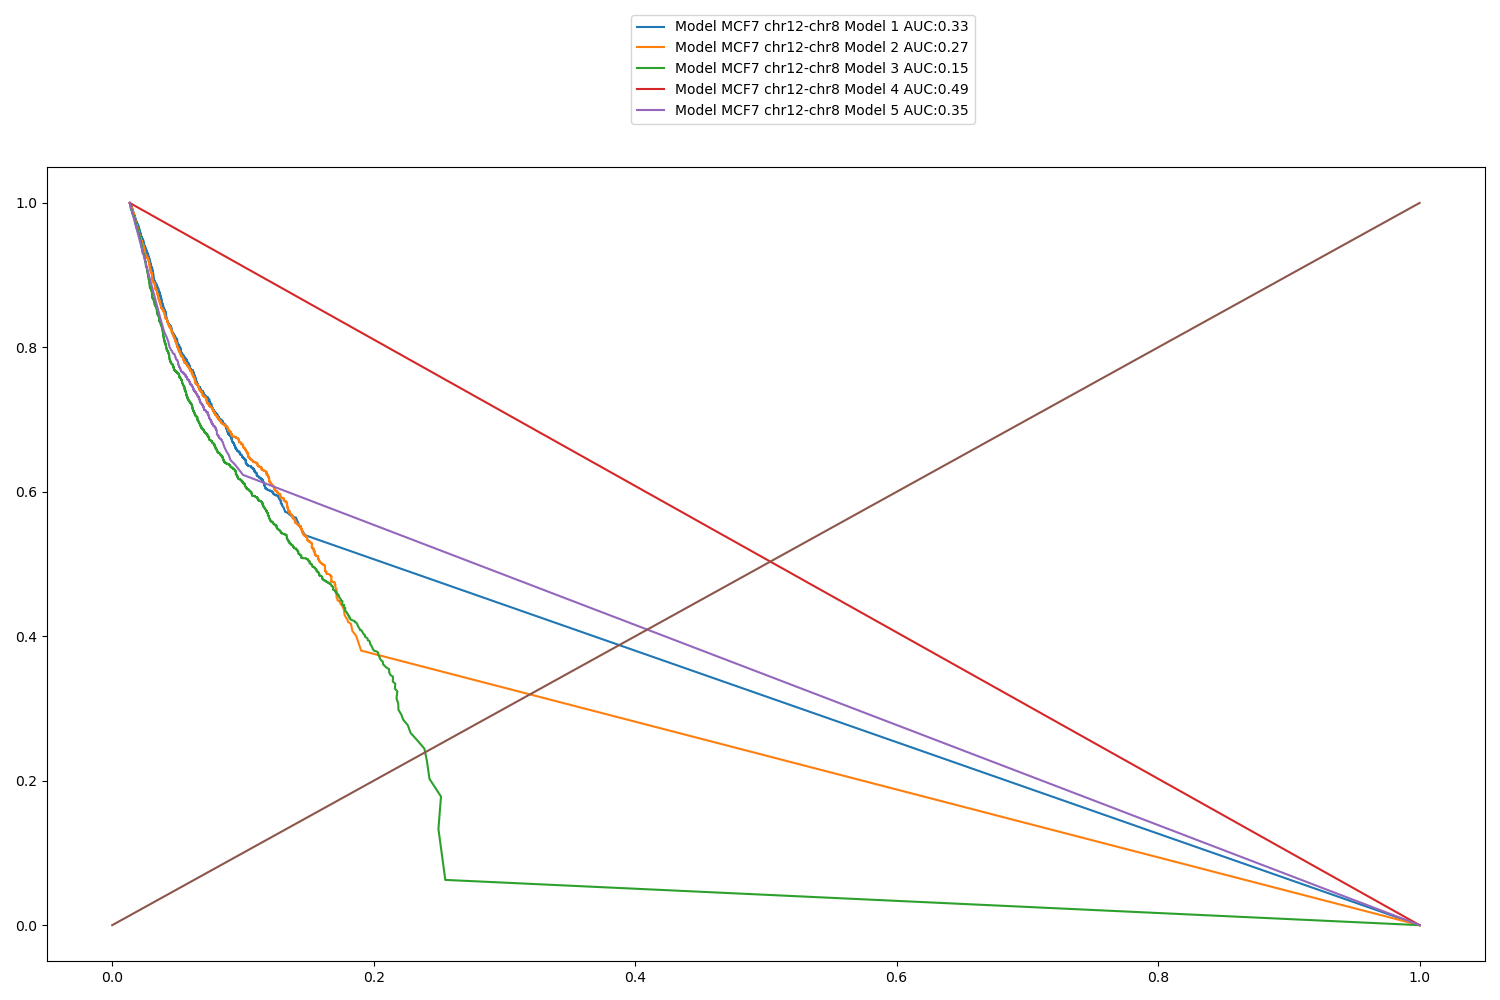 Model MCF7 chr12-chr8 Model 1 AUC:0.33
Model MCF7 chr12-chr8 Model 2 AUC:0.27
Model MCF7 chr12-chr8 Model 3 AUC:0.15
Model MCF7 chr12-chr8 Model 4 AUC:0.49
Model MCF7 chr12-chr8 Model 5 AUC:0.35
1.0
0.8
0.6
0.4
0.2
0.0
0.0 0.2 0.4 0.6 0.8 1.0